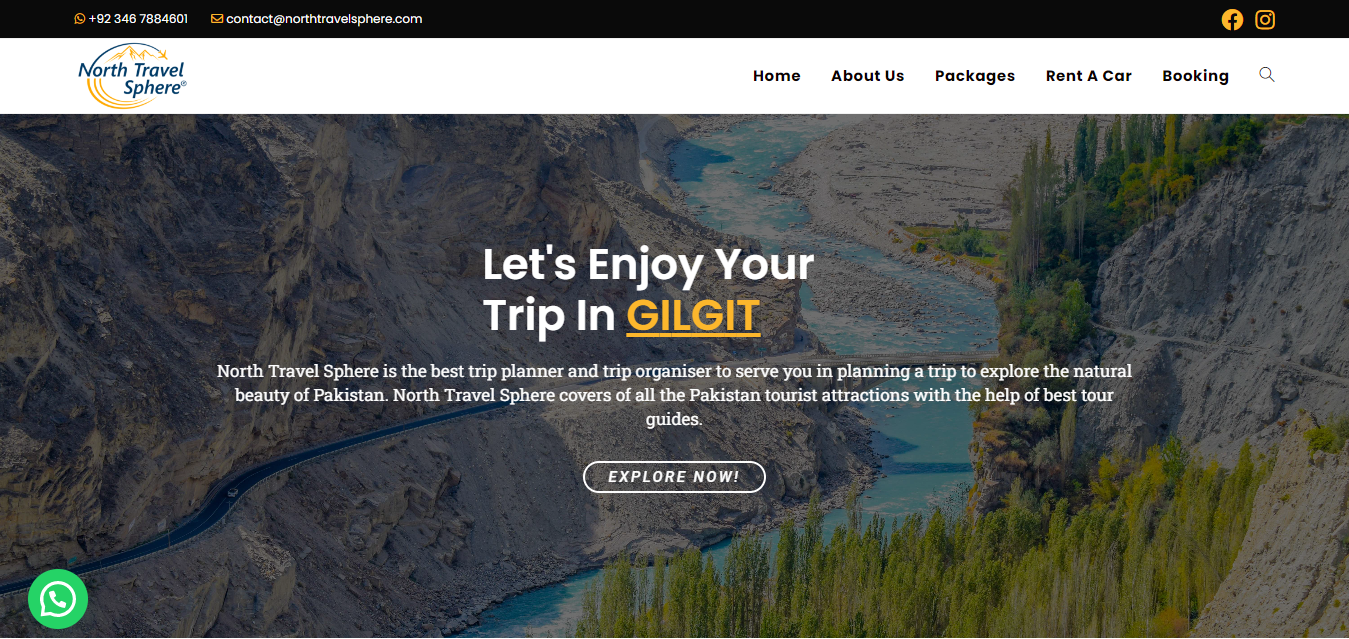 +92 346 7884601 contact@northtravelsphere.com
North Travel
Sphere®
Home About Us Packages Rent A Car Booking
Let's Enjoy Your
Trip In GILGIT
North Travel Sphere is the best trip planner and trip organiser to serve you in planning a trip to explore the natural
beauty of Pakistan. North Travel Sphere covers of all the Pakistan tourist attractions with the help of best tour
guides.
EXPLORE NOW!